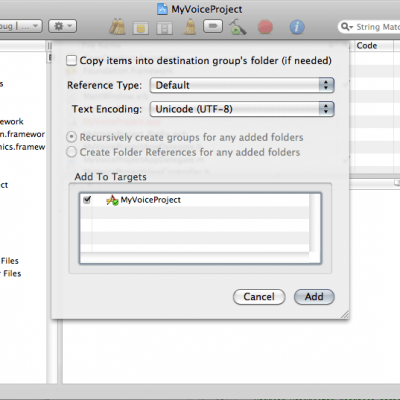 MyVoiceProject
bug |
String Matc
Copy items into destination group's folder (if needed)
Code
Reference Type: Default
Text Encoding: Unicode (UTF-8)
ework
n.framewor
Recursively create groups for any added folders
nics.framew
Create Folder References for any added folders
Add To Targets
ect
MyVoiceProject
Files
r Files
Cancel
Add